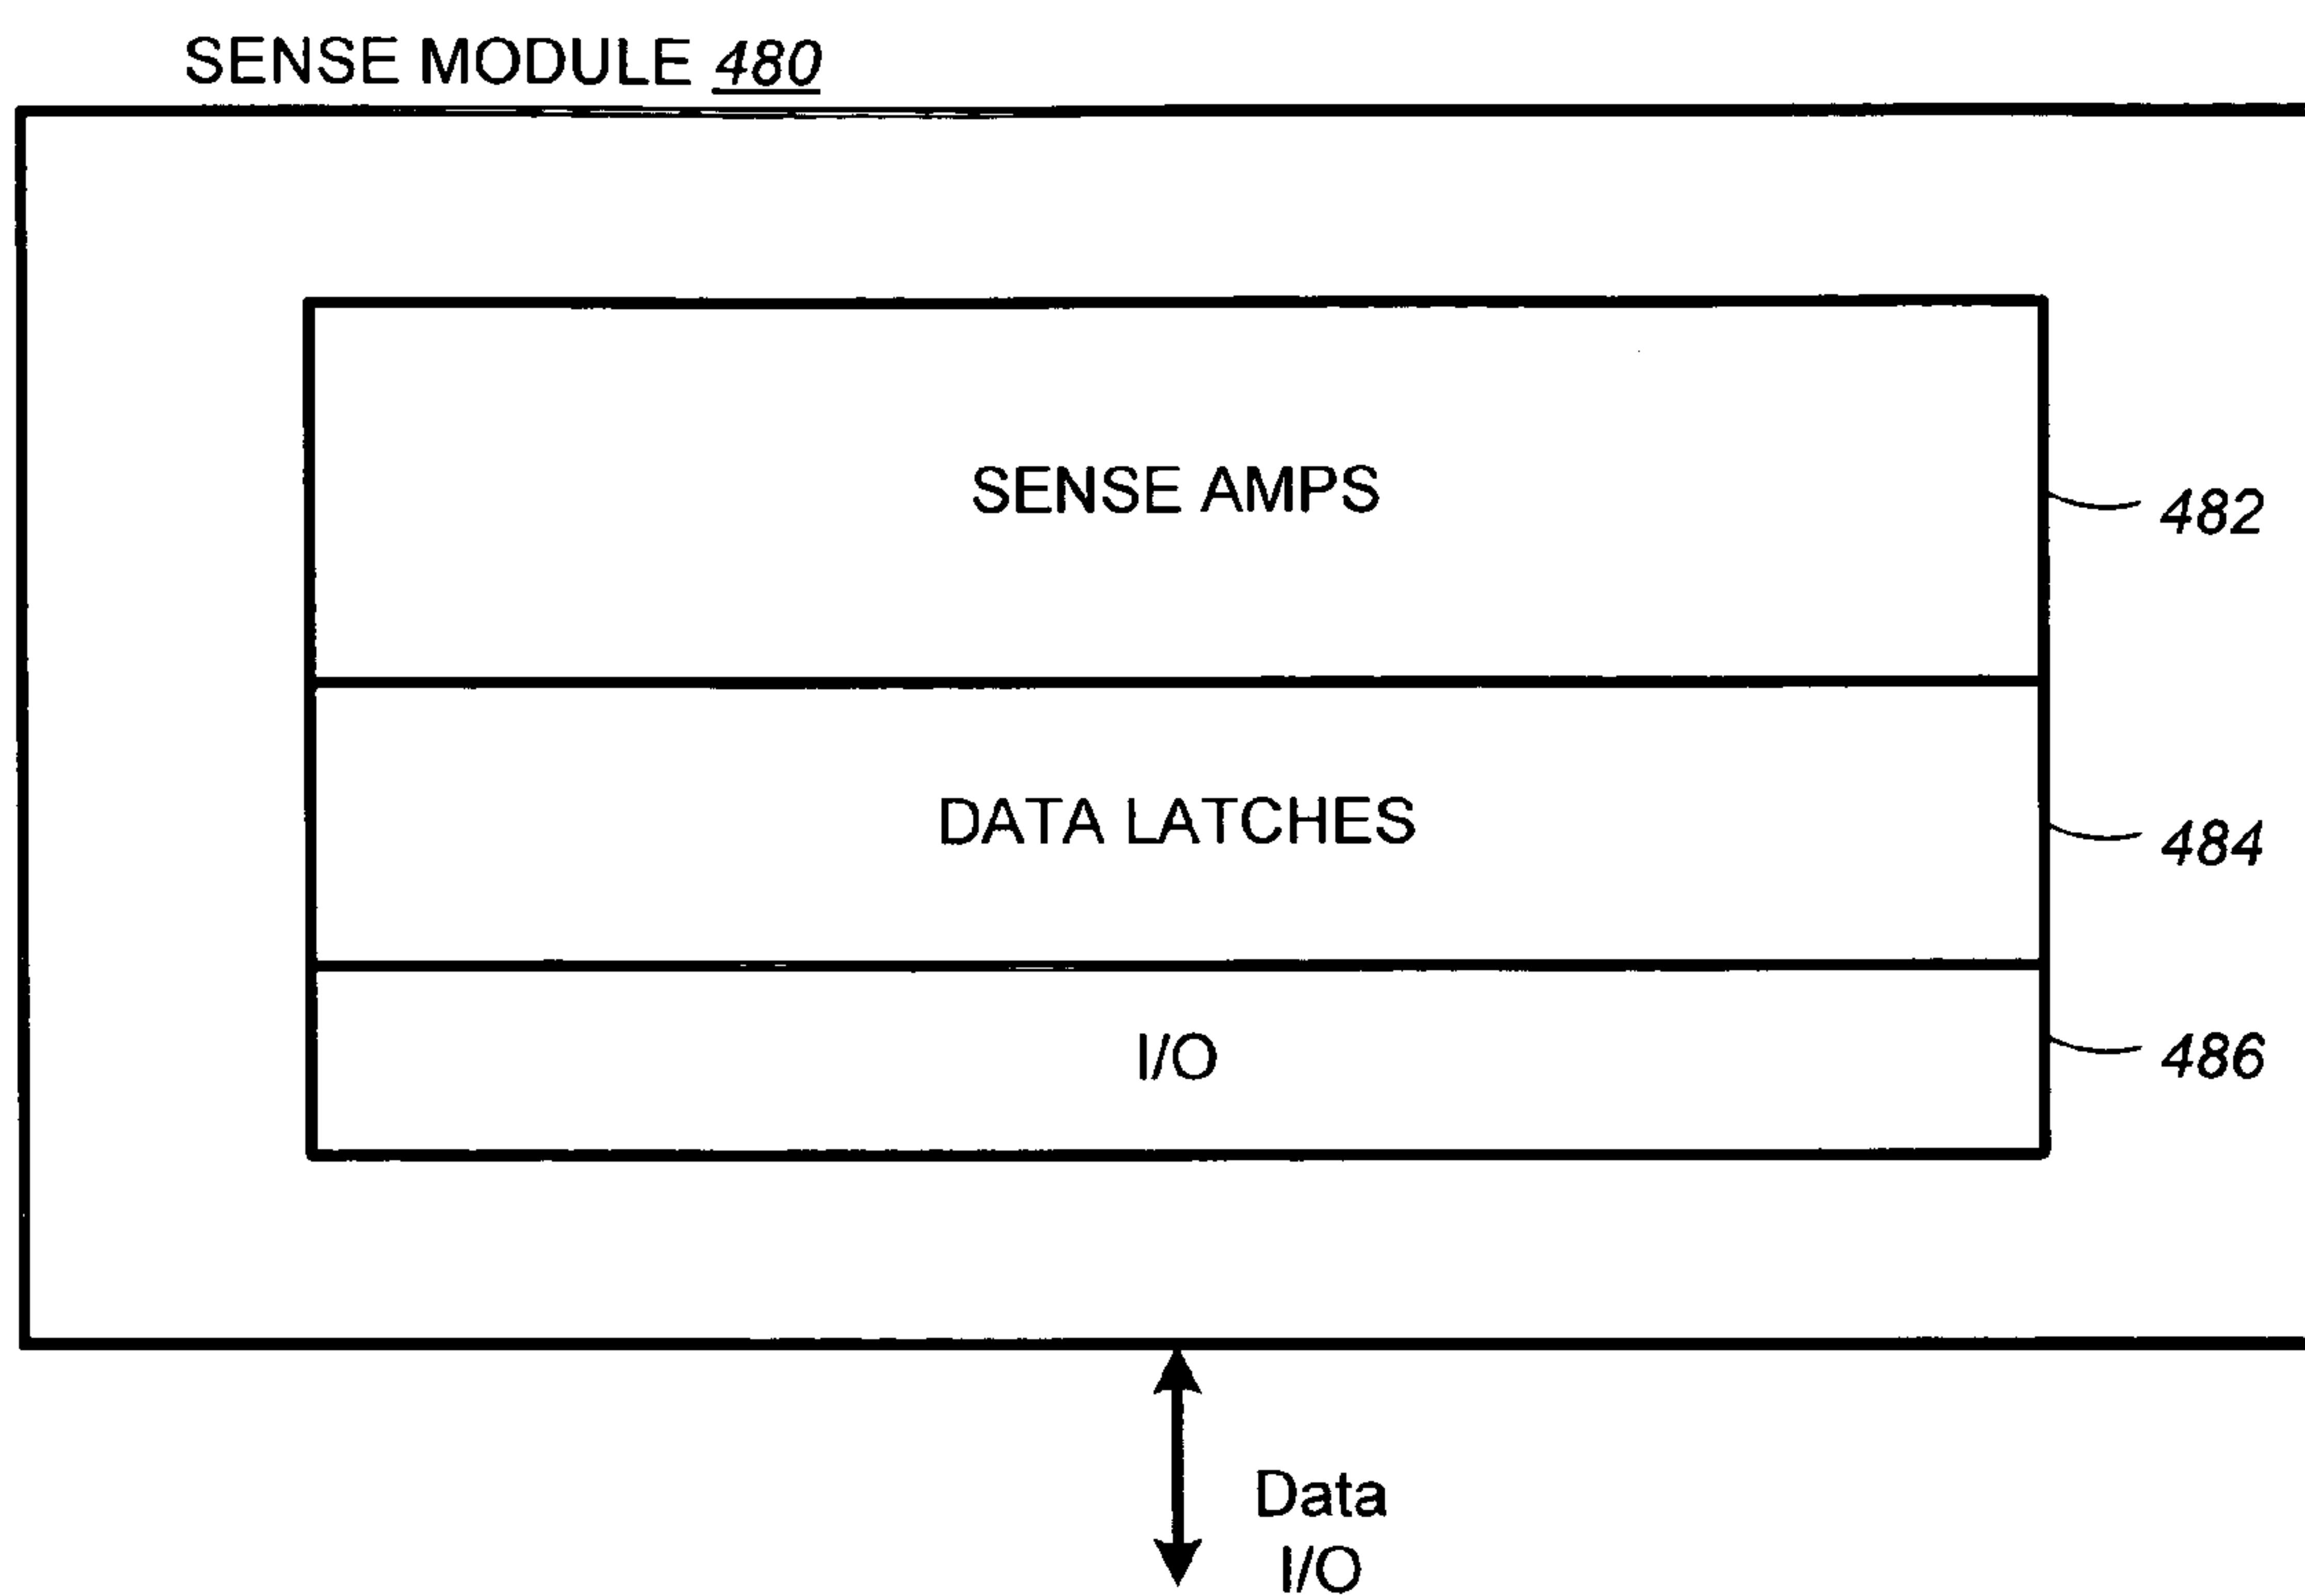 SENSE MODULE 480
SENSE AMPS
482
DATA LATCHES
484
I/O
486
Data
I/O